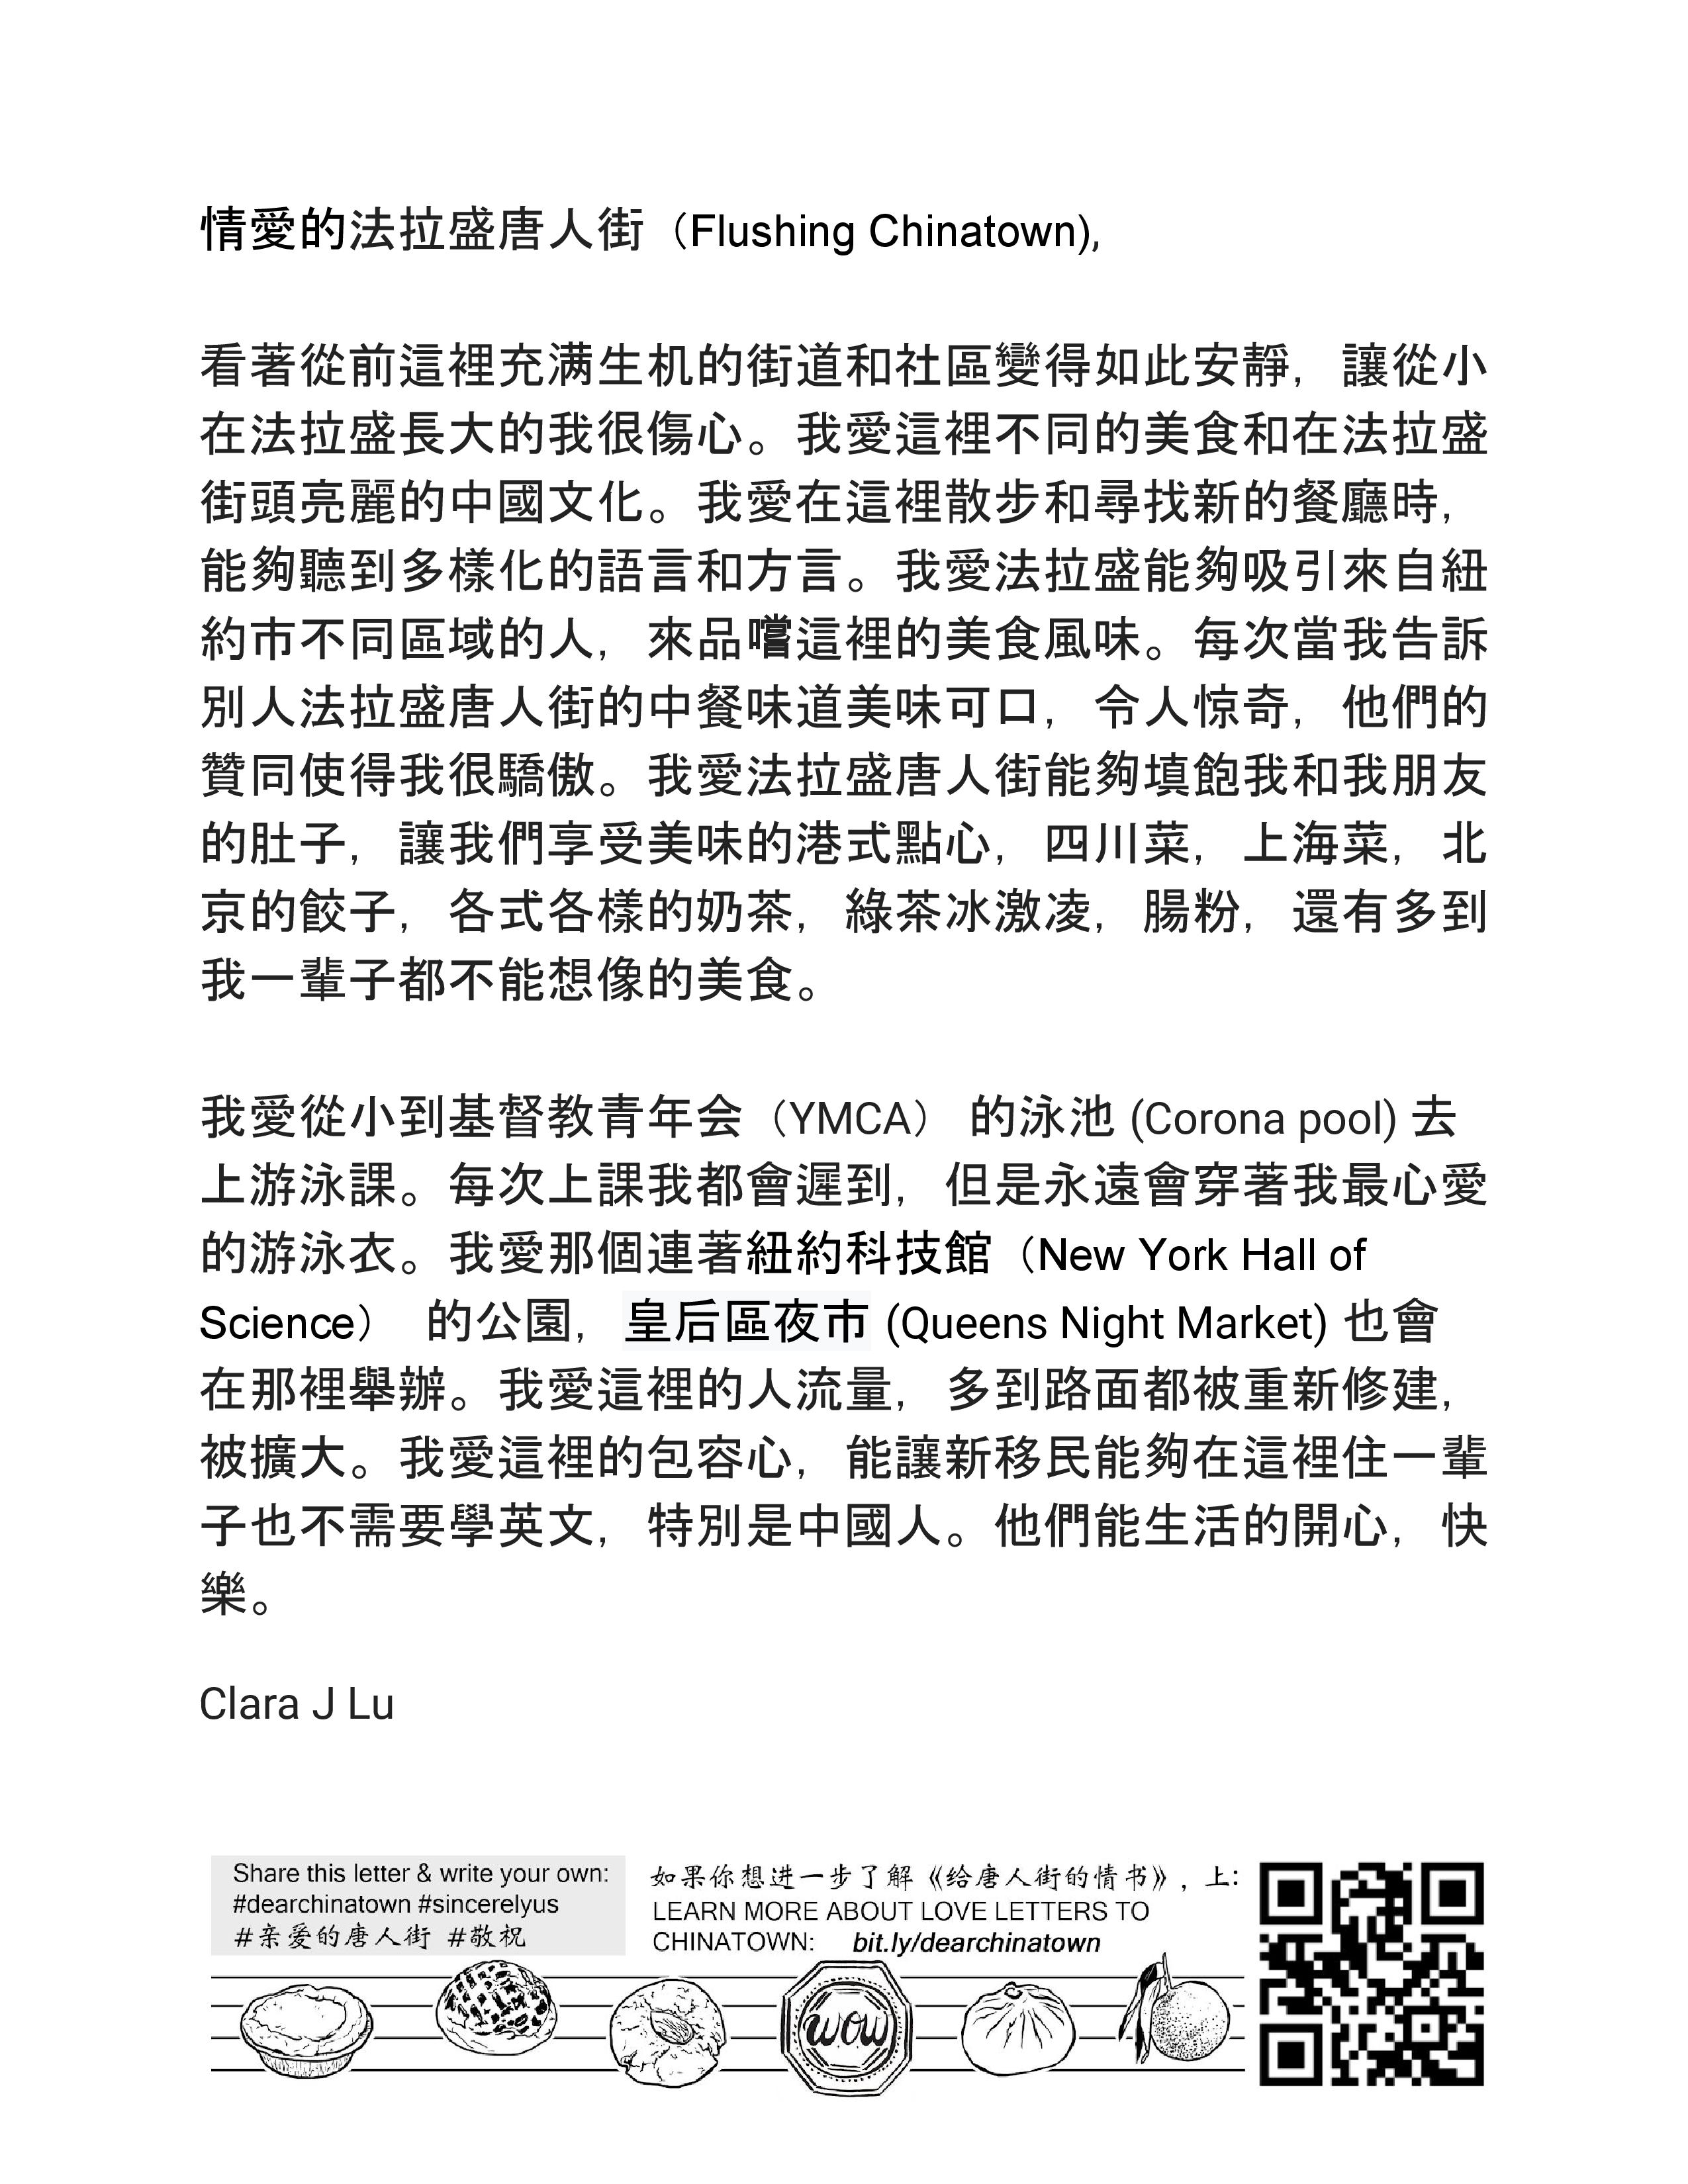 情愛的法拉盛唐人街（Flushing Chinatown),
看著從前這裡充满生机的街道和社區變得如此安靜，讓從小
在法拉盛長大的我很傷心。我愛這裡不同的美食和在法拉盛
街頭亮麗的中國文化。我愛在這裡散步和尋找新的餐廳時，
能夠聽到多樣化的語言和方言。我愛法拉盛能夠吸引來自紐
約市不同區域的人，來品嚐這裡的美食風味。每次當我告訴
別人法拉盛唐人街的中餐味道美味可口，令人惊奇，他們的
贊同使得我很驕傲。我愛法拉盛唐人街能夠填飽我和我朋友
的肚子，讓我們享受美味的港式點心，四川菜，上海菜，北
京的餃子，各式各樣的奶茶，綠茶冰激凌，腸粉，還有多到
我一輩子都不能想像的美食。
我愛從小到基督教青年会（YMCA） 的泳池 (Corona pool) 去
上游泳課。每次上課我都會遲到，但是永遠會穿著我最心愛
的游泳衣。我愛那個連著紐約科技館（New York Hall of
Science） 的公園，皇后區夜市 (Queens Night Market) 也會
在那裡舉辦。我愛這裡的人流量，多到路面都被重新修建，
被擴大。我愛這裡的包容心，能讓新移民能夠在這裡住一輩
子也不需要學英文，特別是中國人。他們能生活的開心，快
樂。
Clara J Lu
Share this letter & write your own:
#dearchinatown #sincerelyus
#亲爱的唐人街 #敬祝
如果你想进一步了解《给唐人街的情书》，上:
LEARN MORE ABOUT LOVE LETTERS TO
CHINATOWN: bit.ly/dearchinatown
WOW